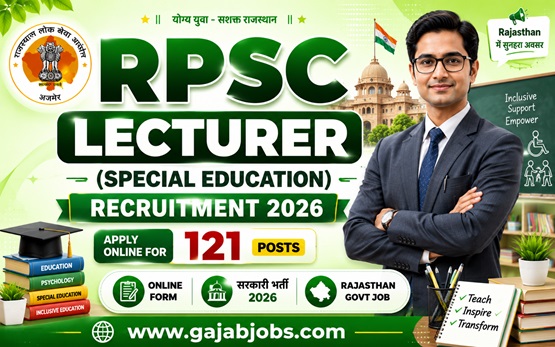 योग्य युवा - सशक्त राजस्थान
राजस्थान लोक सेवा आयोग
अजमेर
RPSC
LECTURER
(SPECIAL EDUCATION)
RECRUITMENT 2026
APPLY
ONLINE FOR
121
POSTS
ONLINE
FORM
सरकारी भर्ती
2026
RAJASTHAN
GOVT JOB
www.gajabjobs.com
Rajasthan
में सुनहरा अवसर
Inclusive
Support
Empower
EDUCATION
PSYCHOLOGY
SPECIAL EDUCATION
INCLUSIVE EDUCATION
Teach
Inspire
Transform